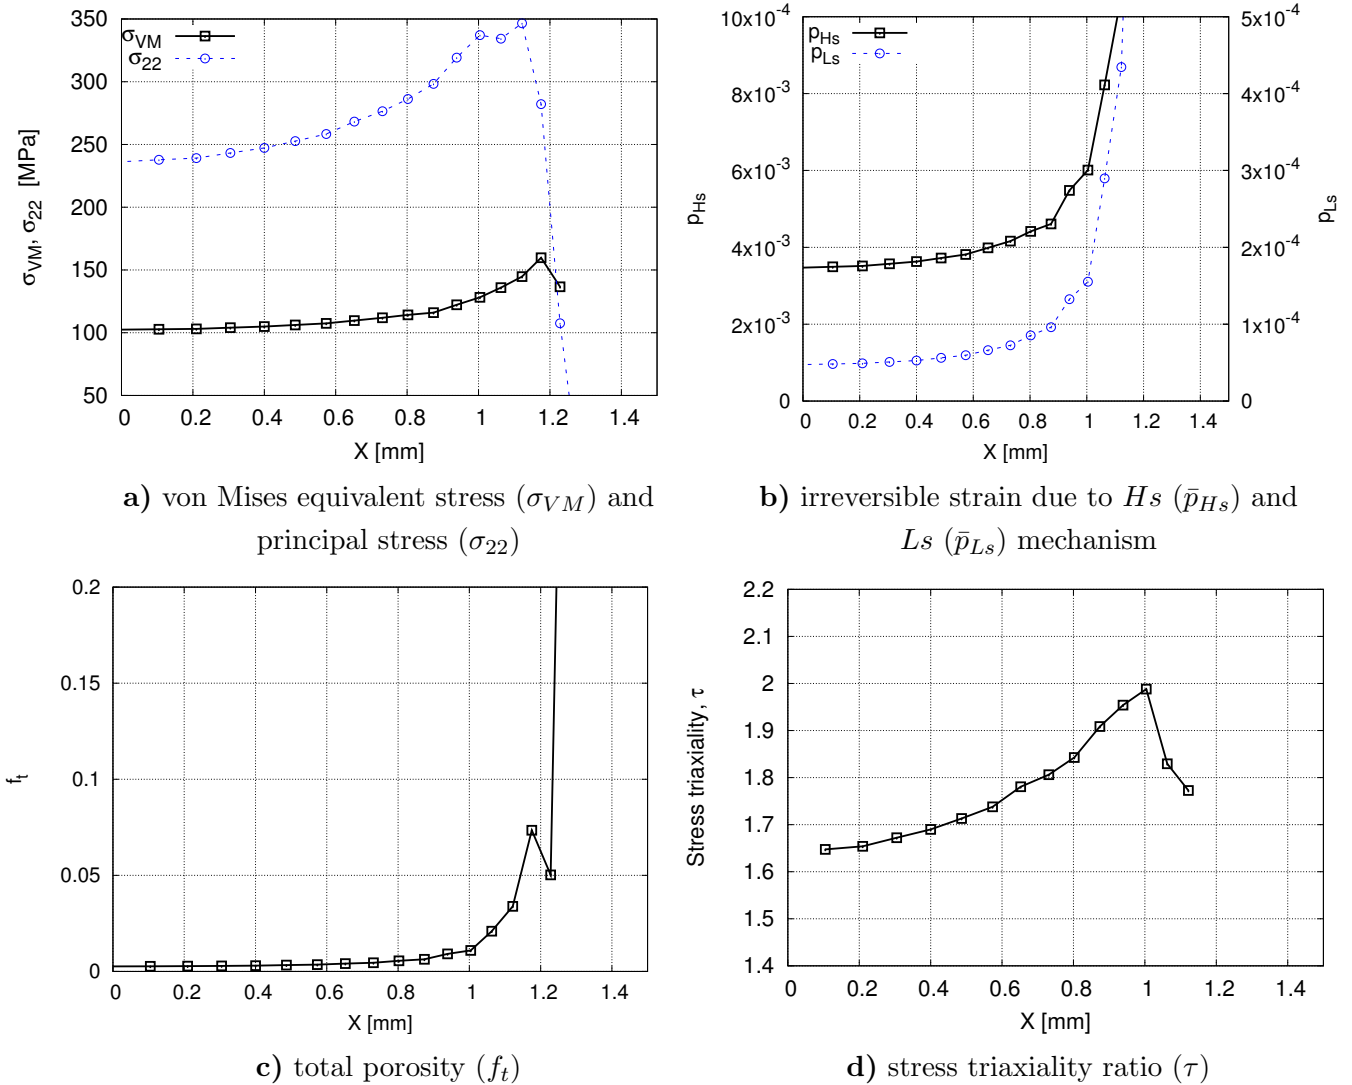 350
300
250
200
150
100
50
σVM, σ22 [MPa]
σVM
σ22
0 0.2 0.4 0.6 0.8 1 1.2 1.4
X [mm]
a) von Mises equivalent stress (σVM) and
principal stress (σ22)
10x10-3
8x10-3
6x10-3
4x10-3
2x10-3
0
pHs
pHs
pLs
5x10-4
4x10-4
3x10-4
2x10-4
1x10-4
0
pLs
0 0.2 0.4 0.6 0.8 1 1.2 1.4
X [mm]
b) irreversible strain due to Hs (p̄Hs) and
Ls (p̄Ls) mechanism
0.2
0.15
0.1
0.05
0
ft
0 0.2 0.4 0.6 0.8 1 1.2 1.4
X [mm]
c) total porosity (ft)
2.2
2.1
2
1.9
1.8
1.7
1.6
1.5
1.4
Stress triaxiality, τ
0 0.2 0.4 0.6 0.8 1 1.2 1.4
X [mm]
d) stress triaxiality ratio (τ)